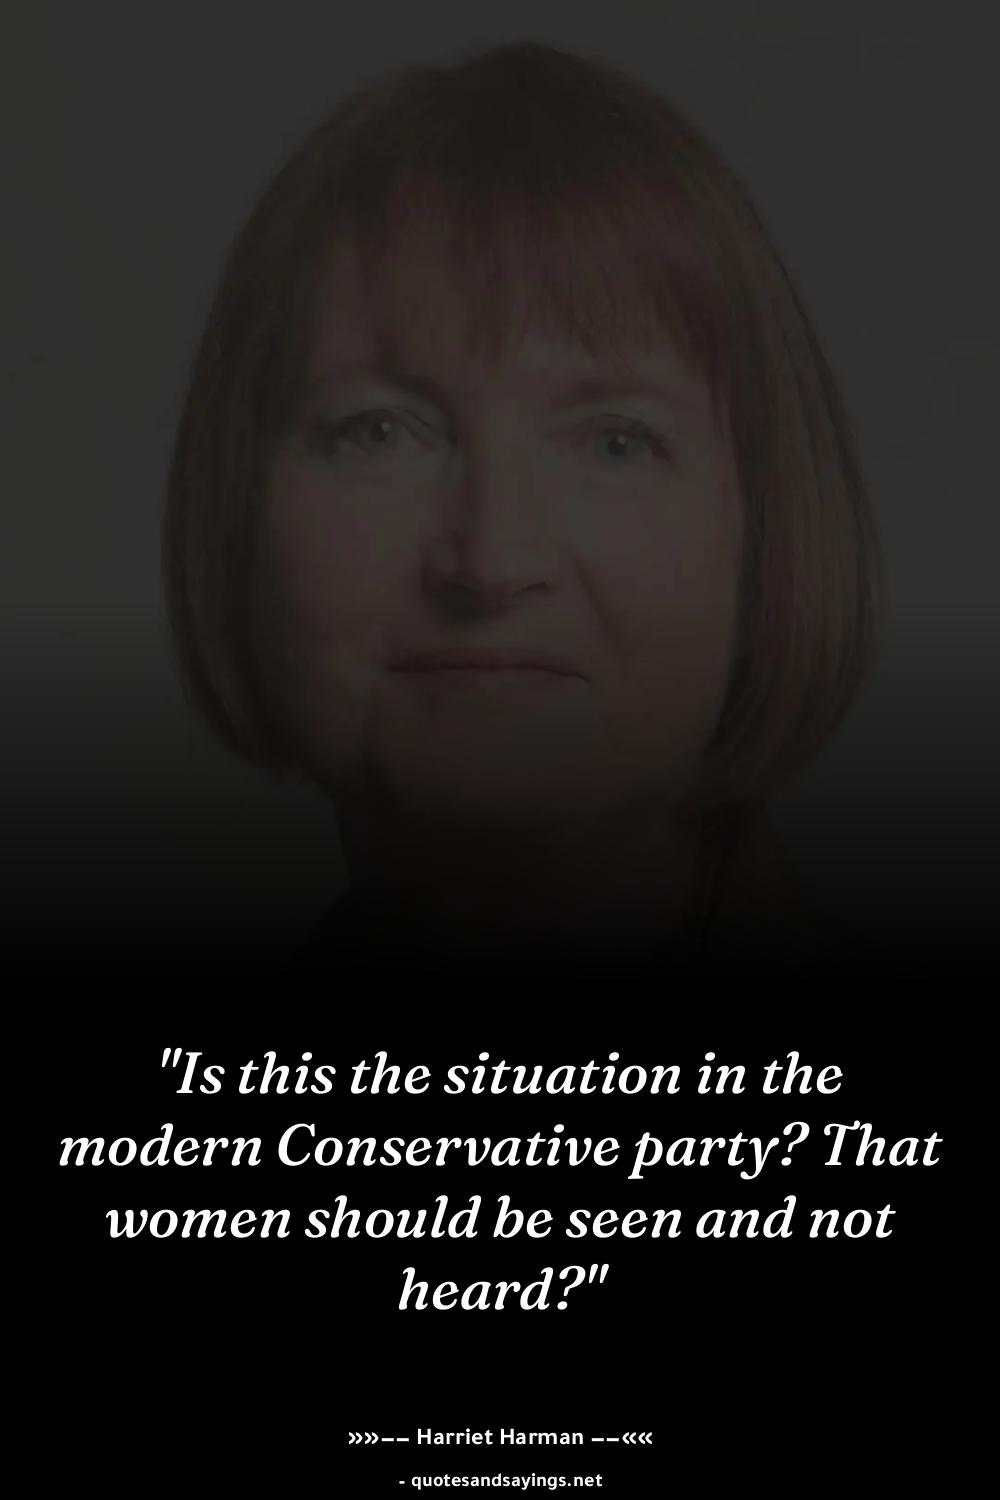 "Is this the situation in the
modern Conservative party? That
women should be seen and not
heard?"
»»−− Harriet Harman −−««
- quotesandsayings.net